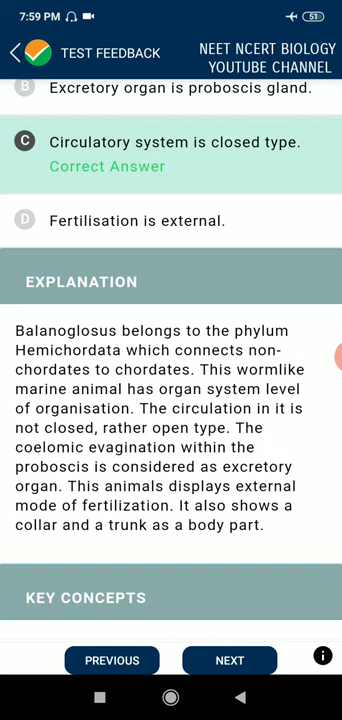 7:59 PM
51
TEST FEEDBACK
NEET NCERT BIOLOGY
YOUTUBE CHANNEL
B Excretory organ is proboscis gland.
C Circulatory system is closed type.
Correct Answer
D Fertilisation is external.
EXPLANATION
Balanoglosus belongs to the phylum
Hemichordata which connects non-
chordates to chordates. This wormlike
marine animal has organ system level
of organisation. The circulation in it is
not closed, rather open type. The
coelomic evagination within the
proboscis is considered as excretory
organ. This animals displays external
mode of fertilization. It also shows a
collar and a trunk as a body part.
KEY CONCEPTS
PREVIOUS
NEXT